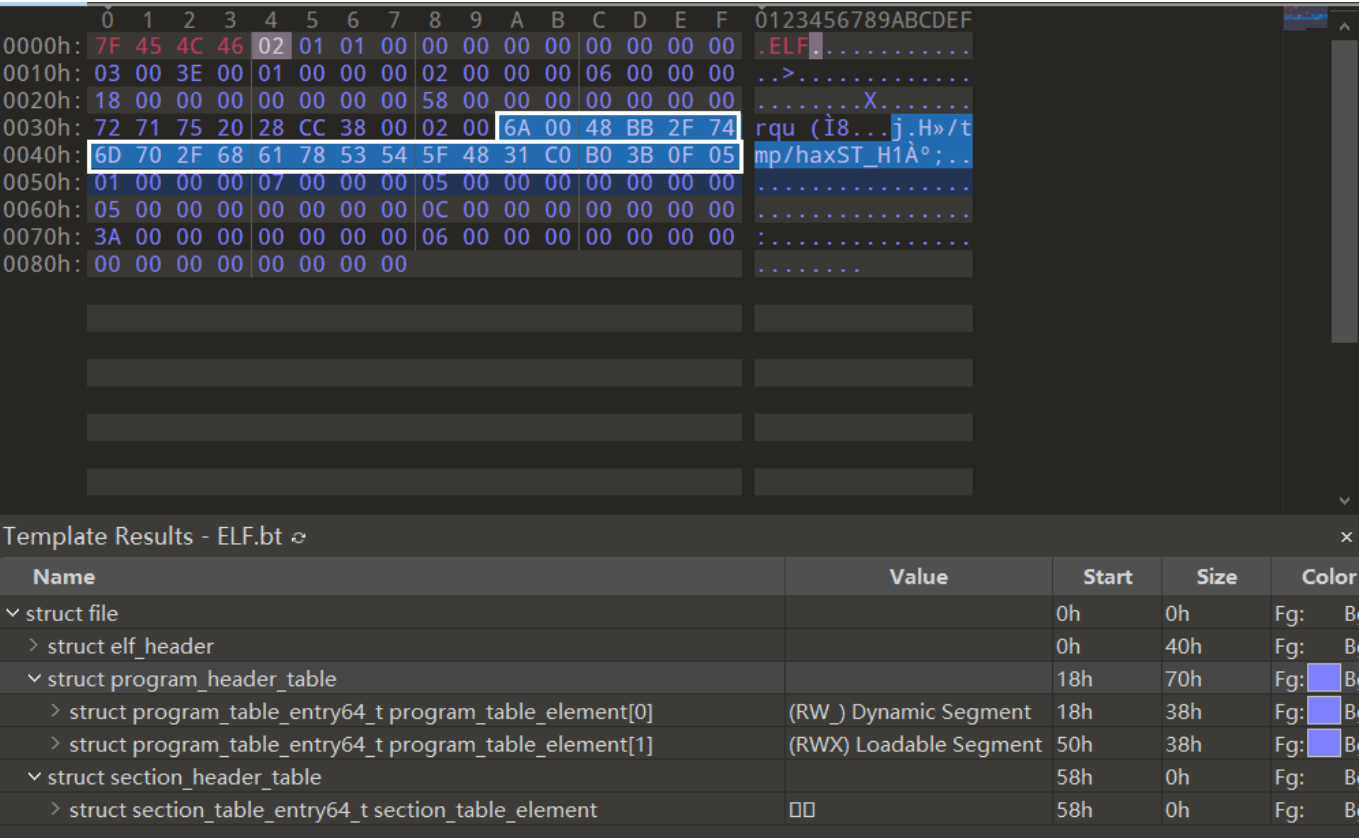 0 1 2 3 4 5 6 7 8 9 A B C D E F 0123456789ABCDEF
0000h: 7F 45 4C 46 02 01 01 00 00 00 00 00 00 00 00 00 .ELF............
0010h: 03 00 3E 00 01 00 00 00 02 00 00 00 06 00 00 00 ..>.............
0020h: 18 00 00 00 00 00 00 00 58 00 00 00 00 00 00 00 ........X.......
0030h: 72 71 75 20 28 CC 38 00 02 00 6A 00 48 BB 2F 74 rqu (Ì8...j.H»/t
0040h: 6D 70 2F 68 61 78 53 54 5F 48 31 C0 B0 3B 0F 05 mp/haxST_H1À°;..
0050h: 01 00 00 00 07 00 00 00 05 00 00 00 00 00 00 00 ................
0060h: 05 00 00 00 00 00 00 00 0C 00 00 00 00 00 00 00 ................
0070h: 3A 00 00 00 00 00 00 00 06 00 00 00 00 00 00 00 :...............
0080h: 00 00 00 00 00 00 00 00 ........
Template Results - ELF.bt
Name Value Start Size Color
struct file 0h 0h Fg: B
struct elf_header 0h 40h Fg: B
struct program_header_table 18h 70h Fg: B
struct program_table_entry64_t program_table_element[0] (RW_) Dynamic Segment 18h 38h Fg: B
struct program_table_entry64_t program_table_element[1] (RWX) Loadable Segment 50h 38h Fg: B
struct section_header_table 58h 0h Fg: B
struct section_table_entry64_t section_table_element 58h 0h Fg: B